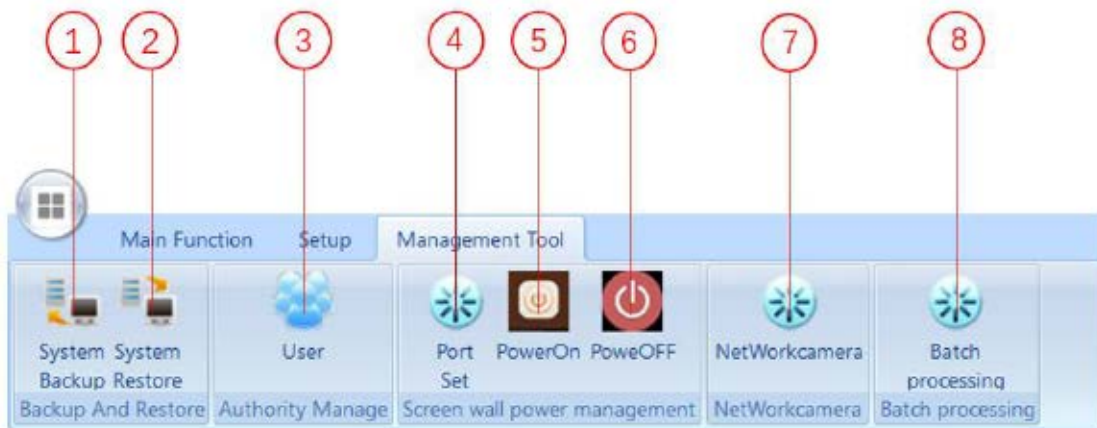 1 2 3 4 5 6 7 8
Main Function Setup Management Tool
System System User Port PowerOn PoweOFF NetWorkcamera Batch
Backup Restore Set processing
Backup And Restore Authority Manage Screen wall power management NetWorkcamera Batch processing